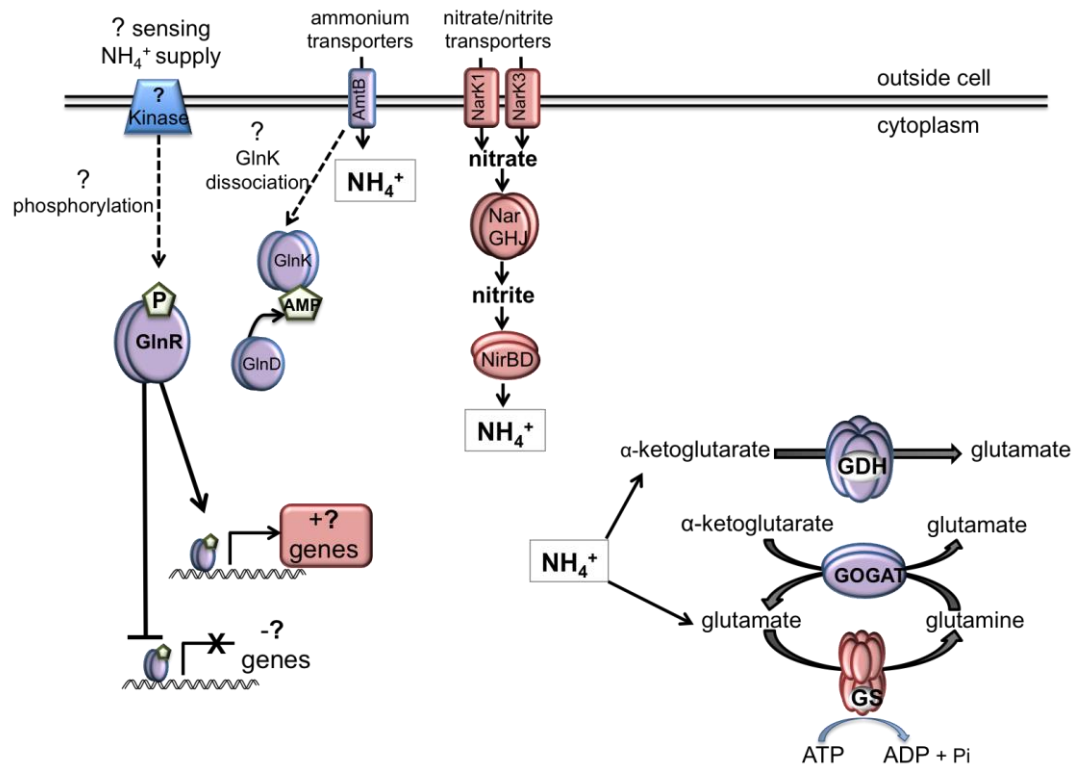 ? sensing
NH₄⁺ supply
ammonium
transporters
nitrate/nitrite
transporters
outside cell
cytoplasm
?
Kinase
AmtB
NarK1
NarK3
?
GlnK
dissociation
?
phosphorylation
NH₄⁺
nitrate
Nar
GHJ
nitrite
NirBD
NH₄⁺
GlnK
AMP
GlnD
P
GlnR
+?
genes
-?
genes
X
NH₄⁺
α-ketoglutarate
GDH
glutamate
α-ketoglutarate
glutamate
GOGAT
glutamate
glutamine
GS
ATP
ADP + Pi